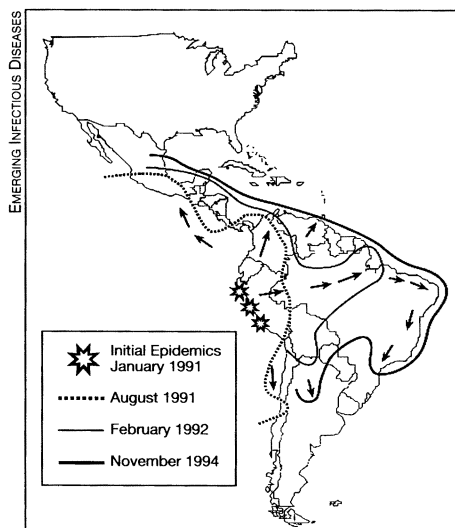 EMERGING INFECTIOUS DISEASES
Initial Epidemics
January 1991
August 1991
February 1992
November 1994